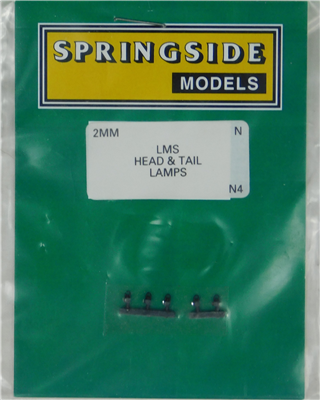 SPRINGSIDE
MODELS
2MM N
LMS
HEAD & TAIL
LAMPS
N4